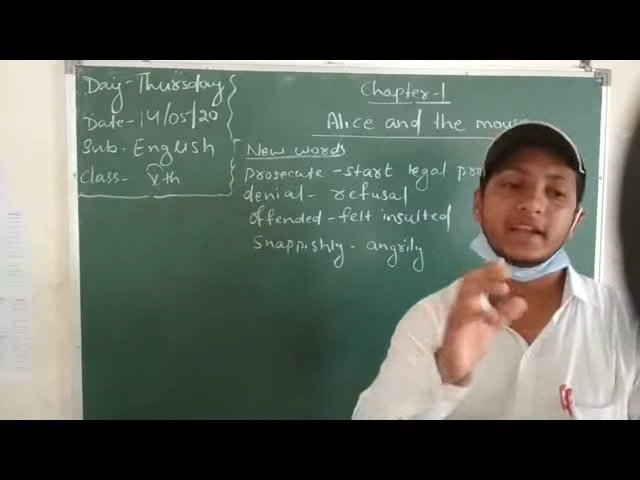 Day - Thursday
Date - 14/05/20
Sub - English
Class - Vth
Chapter - 1
Alice and the
New words
prosecute - start legal
denial - refusal
offended - felt insulted
Snappishly - angrily